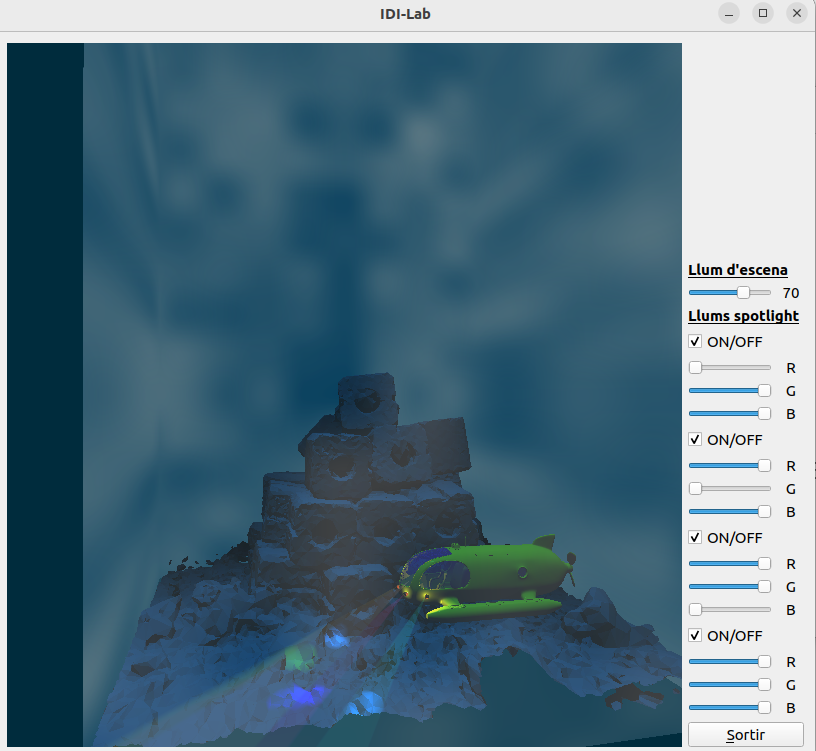 IDI-Lab
Llum d'escena
70
Llums spotlight
ON/OFF
R
G
B
ON/OFF
R
G
B
ON/OFF
R
G
B
ON/OFF
R
G
B
Sortir